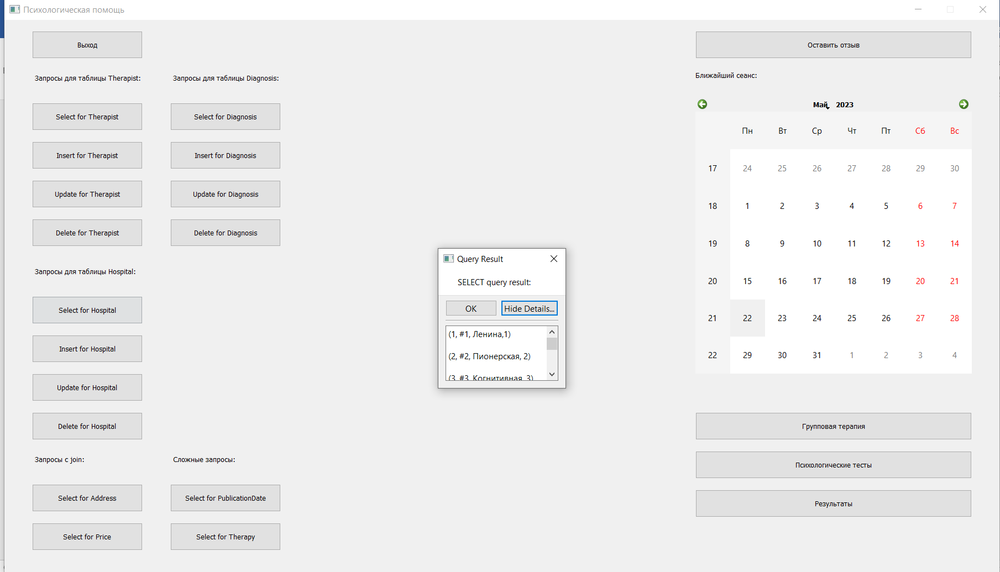 Психологическая помощь
Выход
Запросы для таблицы Therapist:
Запросы для таблицы Diagnosis:
Select for Therapist
Select for Diagnosis
Insert for Therapist
Insert for Diagnosis
Update for Therapist
Update for Diagnosis
Delete for Therapist
Delete for Diagnosis
Запросы для таблицы Hospital:
Select for Hospital
Insert for Hospital
Update for Hospital
Delete for Hospital
Запросы с join:
Сложные запросы:
Select for Address
Select for PublicationDate
Select for Price
Select for Therapy
Query Result
SELECT query result:
OK
Hide Details...
(1, #1, Ленина,1)
(2, #2, Пионерская, 2)
(3, #3, Когнитивная, 3)
Оставить отзыв
Ближайший сеанс:
Май 2023
Пн Вт Ср Чт Пт Сб Вс
17 24 25 26 27 28 29 30
18 1 2 3 4 5 6 7
19 8 9 10 11 12 13 14
20 15 16 17 18 19 20 21
21 22 23 24 25 26 27 28
22 29 30 31 1 2 3 4
Групповая терапия
Психологические тесты
Результаты